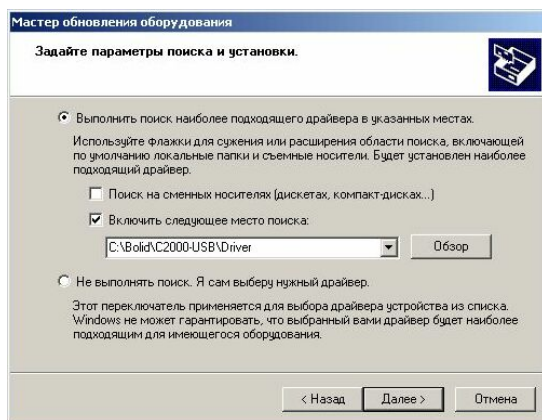 Мастер обновления оборудования
Задайте параметры поиска и установки.
Выполнить поиск наиболее подходящего драйвера в указанных местах.
Используйте флажки для сужения или расширения области поиска, включающей
по умолчанию локальные папки и съемные носители. Будет установлен наиболее
подходящий драйвер.
Поиск на сменных носителях (дискетах, компакт-дисках...)
Включить следующее место поиска:
C:\Bolid\C2000-USB\Driver
Обзор
Не выполнять поиск. Я сам выберу нужный драйвер.
Этот переключатель применяется для выбора драйвера устройства из списка.
Windows не может гарантировать, что выбранный вами драйвер будет наиболее
подходящим для имеющегося оборудования.
< Назад Далее > Отмена